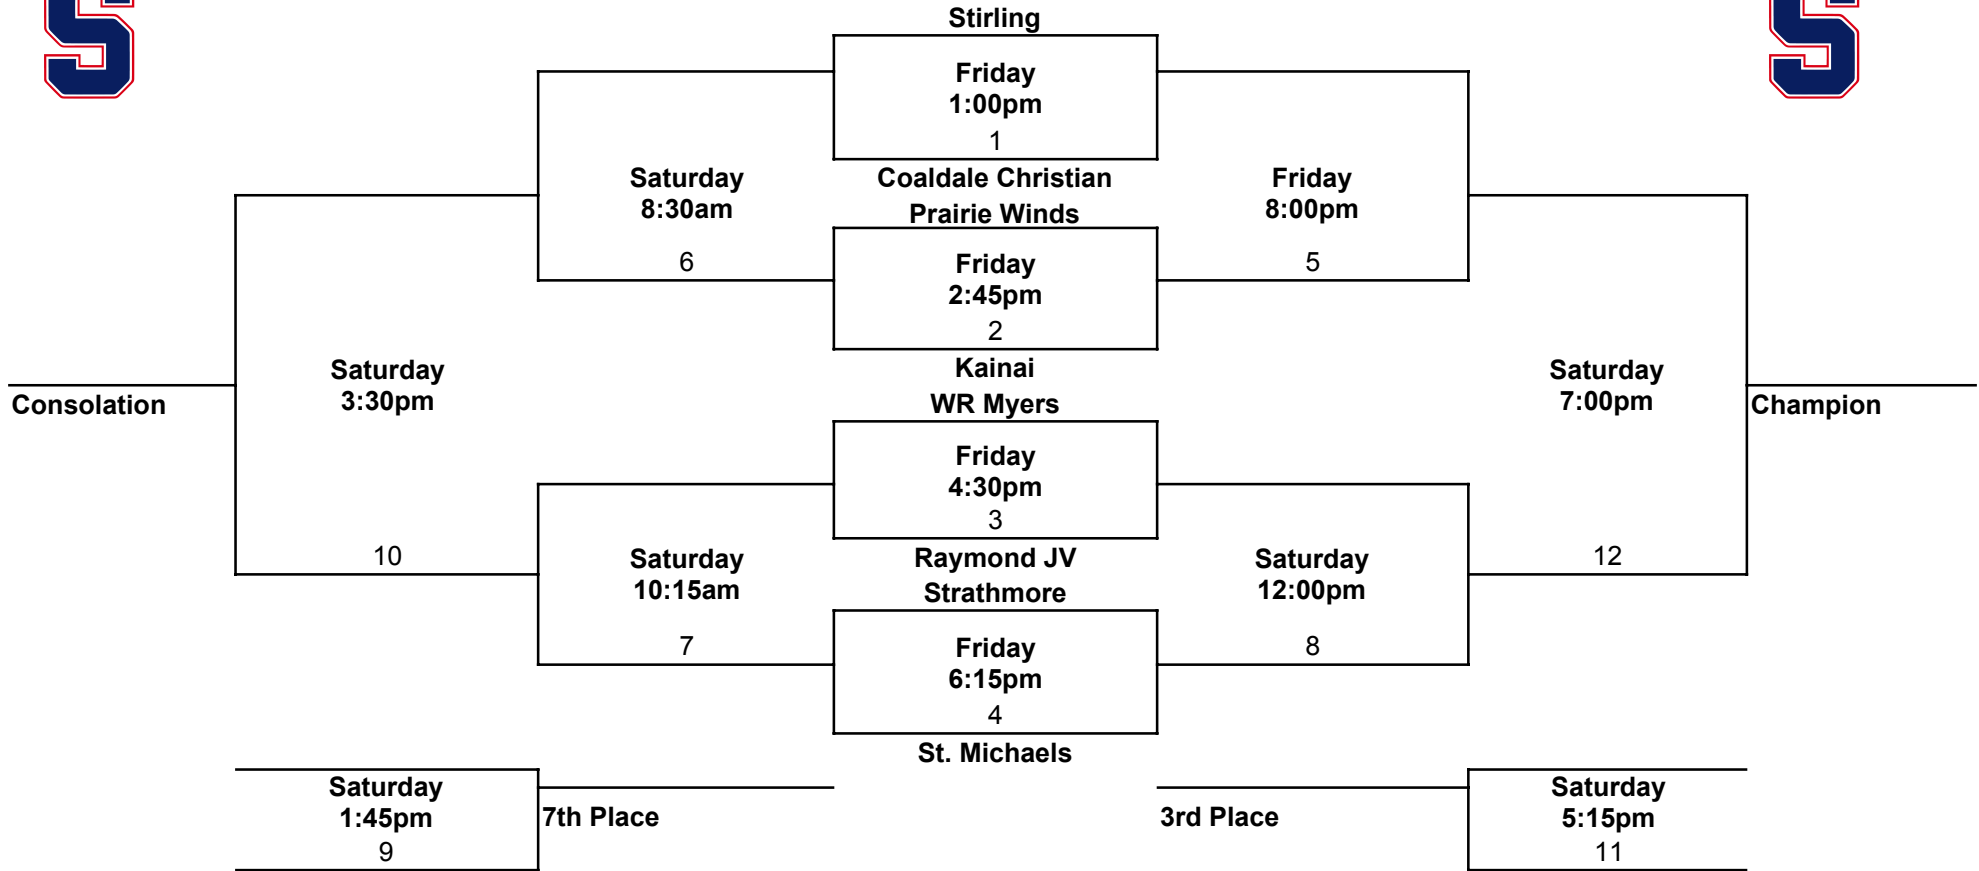 Stirling
Friday
1:00pm
1
Coaldale Christian
Saturday
8:30am
6
Friday
8:00pm
5
Prairie Winds
Friday
2:45pm
2
Kainai
Saturday
3:30pm
10
Consolation
Saturday
7:00pm
12
Champion
WR Myers
Friday
4:30pm
3
Raymond JV
Saturday
10:15am
7
Saturday
12:00pm
8
Strathmore
Friday
6:15pm
4
St. Michaels
Saturday
1:45pm
9
7th Place
3rd Place
Saturday
5:15pm
11